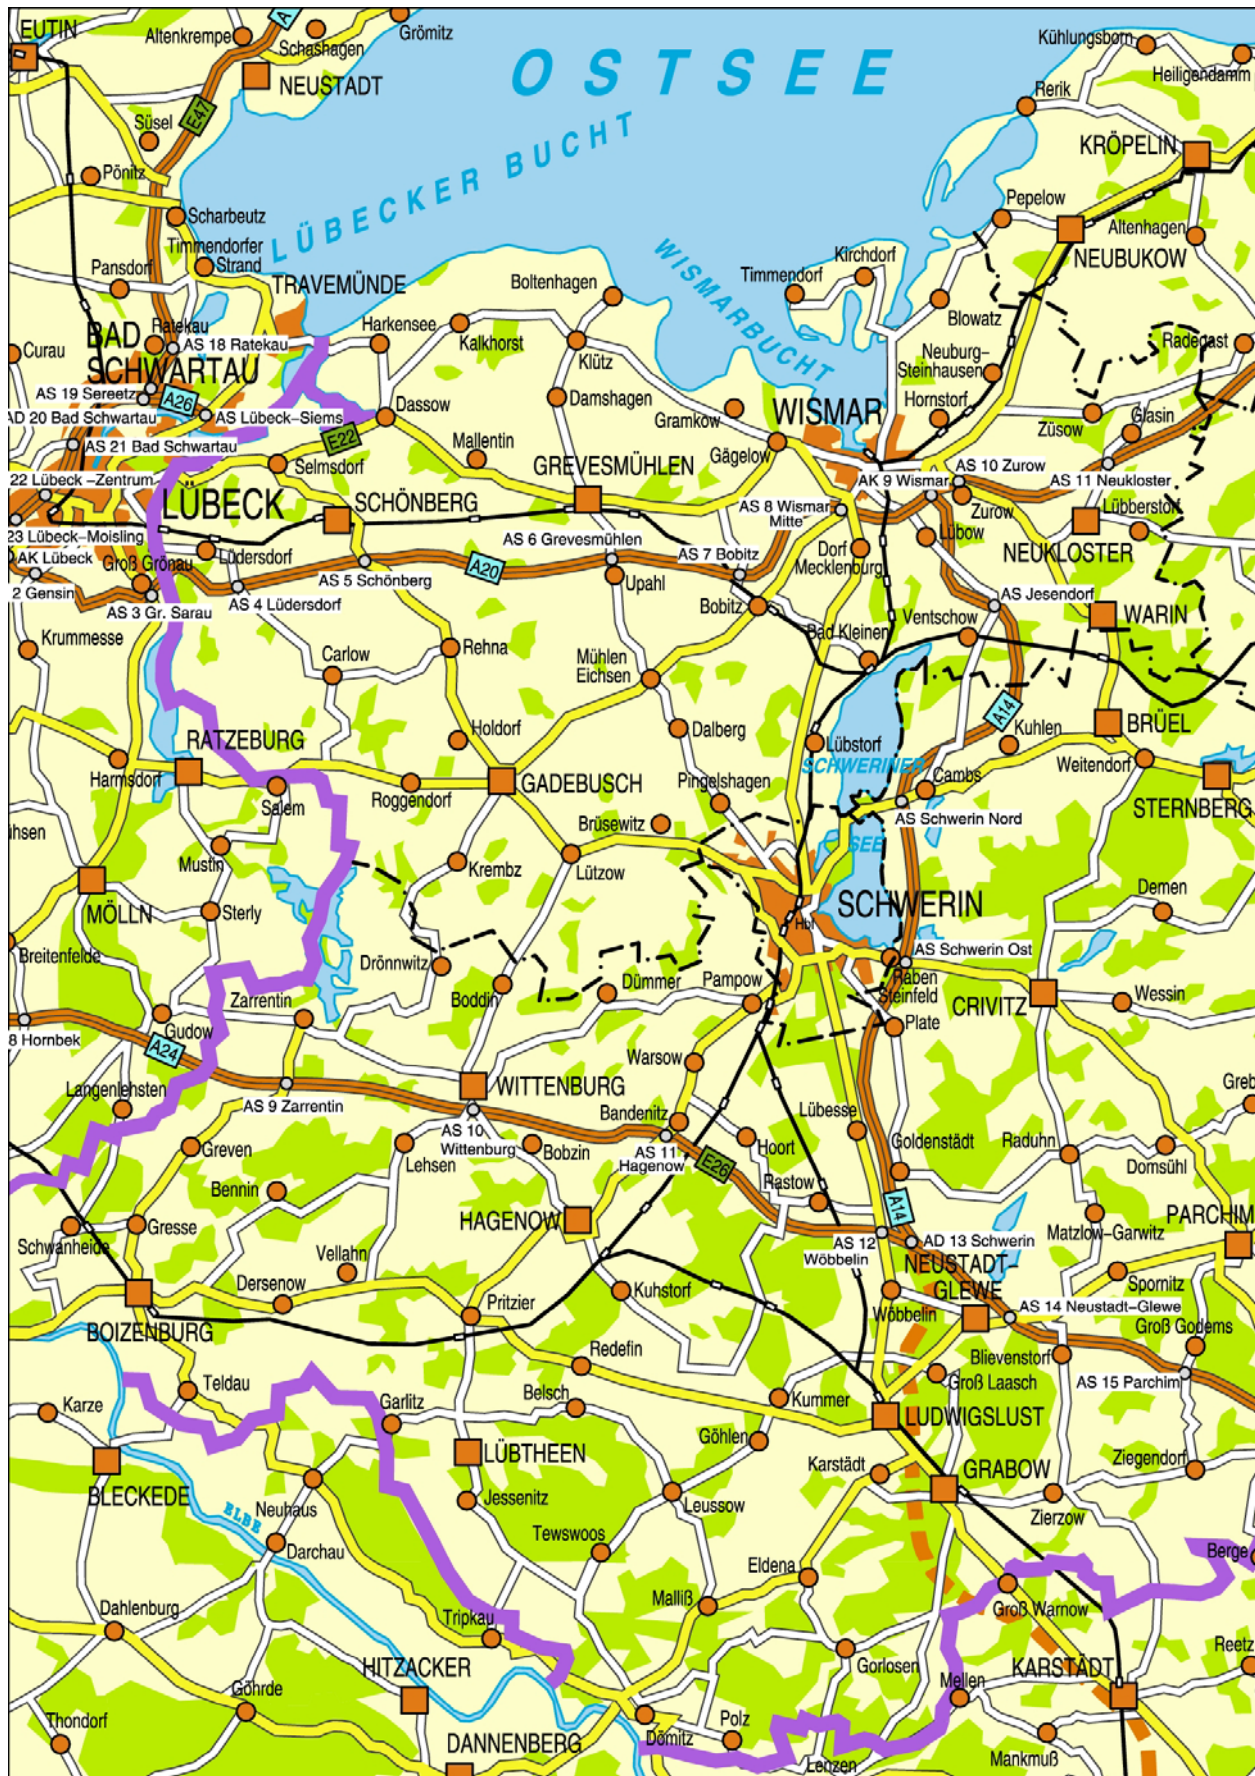 EUTIN
Altenkrempe
A
Schashagen
Grömitz
NEUSTADT
OSTSEE
Kühlungsborn
Heiligendamm
Rerik
E47
Süsel
Pönitz
LÜBECKER BUCHT
KRÖPELIN
Scharbeutz
Pepelow
Altenhagen
Timmendorfer
Strand
Pansdorf
TRAVEMÜNDE
Boltenhagen
WISMARBUCHT
Timmendorf
Kirchdorf
NEUBUKOW
Blowatz
Curau
BAD
SCHWARTAU
Ratekau
AS 18 Ratekau
Harkensee
Kalkhorst
Klütz
Neuburg-
Steinhausen
Radegast
AS 19 Sereetz
A26
AS Lübeck-Siems
AD 20 Bad Schwartau
AS 21 Bad Schwartau
Dassow
Damshagen
Gramkow
WISMAR
Hornstorf
Züsow
Glasin
E22
Mallentin
Gägelow
Selmsdorf
GREVESMÜHLEN
AS 10 Zurow
AK 9 Wismar
AS 11 Neukloster
22 Lübeck -Zentrum
LÜBECK
SCHÖNBERG
AS 8 Wismar
Mitte
Zurow
Lübberstorf
23 Lübeck-Moisling
AK Lübeck
Groß Grönau
Lüdersdorf
AS 6 Grevesmühlen
AS 7 Bobitz
Dorf
Mecklenburg
Lübow
NEUKLOSTER
2 Gensin
AS 3 Gr. Sarau
AS 4 Lüdersdorf
AS 5 Schönberg
A20
Upahl
Bobitz
AS Jesendorf
Ventschow
WARIN
Krummesse
Carlow
Rehna
Mühlen
Eichsen
Bad Kleinen
RATZEBURG
Holdorf
Dalberg
Lübstorf
A14
Kuhlen
BRÜEL
Harmsdorf
Salem
Roggendorf
GADEBUSCH
Pingelshagen
SCHWERINER
SEE
Cambs
Weitendorf
AS Schwerin Nord
STERNBERG
uhsen
Mustin
Brüsewitz
Krembz
Lützow
MÖLLN
Sterly
SCHWERIN
Hbf
Demen
Breitenfelde
Drönnwitz
AS Schwerin Ost
Zarrentin
Boddin
Dümmer
Pampow
Raben
Steinfeld
CRIVITZ
Wessin
8 Hornbek
Gudow
A24
Plate
Langenlehsten
AS 9 Zarrentin
WITTENBURG
Warsow
Greb
AS 10
Wittenburg
Bandenitz
Lübesse
Greven
Lehsen
Bobzin
AS 11
Hagenow
E26
Hoort
Goldenstädt
Raduhn
Domsühl
Bennin
Rastow
A14
Schwanheide
Gresse
HAGENOW
AS 12
Wöbbelin
AD 13 Schwerin
Matzlow-Garwitz
PARCHIM
Vellahn
Dersenow
NEUSTADT-
GLEWE
Spornitz
BOIZENBURG
Pritzier
Kuhstorf
Wöbbelin
AS 14 Neustadt-Glewe
Groß Godems
Redefin
Blievenstorf
Groß Laasch
AS 15 Parchim
Teldau
Karze
Garlitz
Belsch
Kummer
LUDWIGSLUST
Göhlen
BLECKEDE
LÜBTHEEN
Karstädt
GRABOW
Ziegendorf
Neuhaus
ELBE
Jessenitz
Leussow
Zierzow
Darchau
Tewswoos
Eldena
Berge
Dahlenburg
Tripkau
Malliß
Groß Warnow
HITZACKER
Gorlosen
KARSTÄDT
Reetz
Göhrde
Mellen
Thondorf
DANNENBERG
Dömitz
Polz
Lenzen
Mankmuß